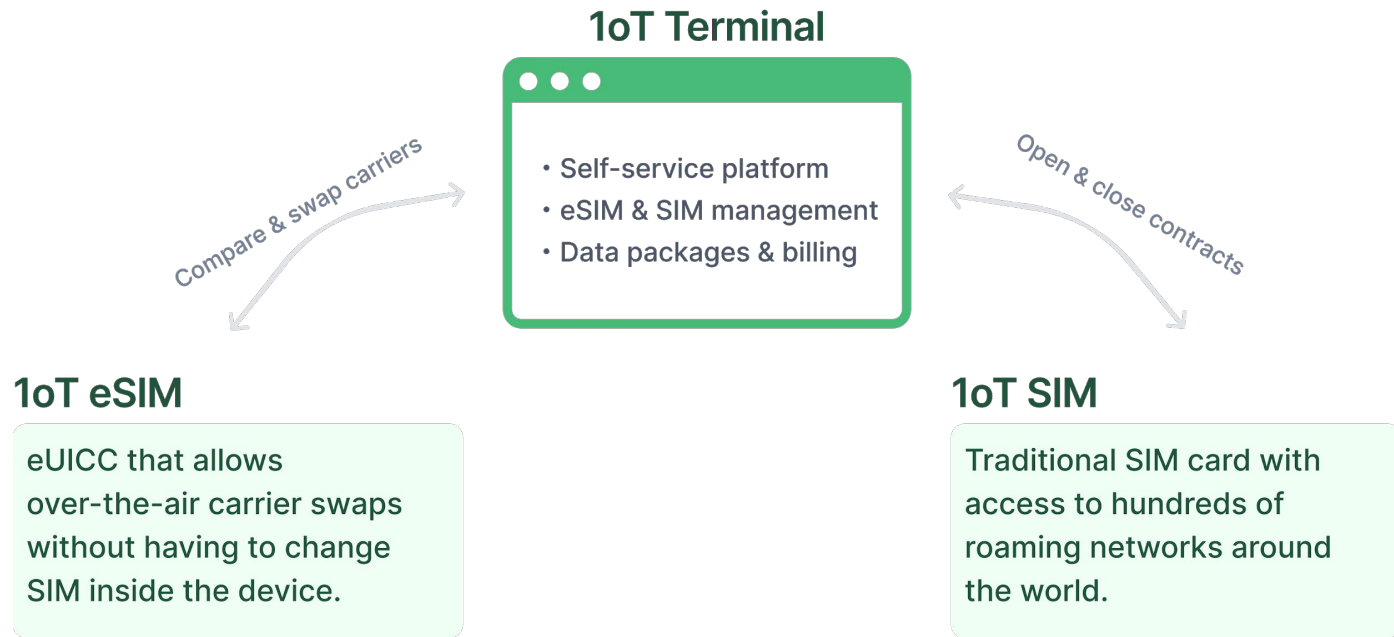 1oT Terminal
• Self-service platform
• eSIM & SIM management
• Data packages & billing
Compare & swap carriers
Open & close contracts
1oT eSIM
eUICC that allows
over-the-air carrier swaps
without having to change
SIM inside the device.
1oT SIM
Traditional SIM card with
access to hundreds of
roaming networks around
the world.